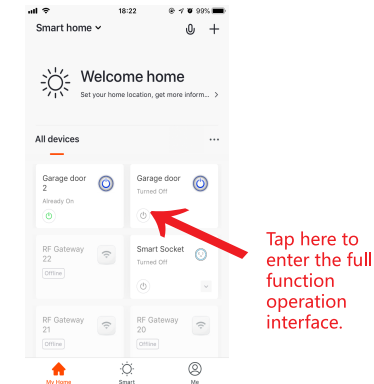 18:22
99%
Smart home
Welcome home
Set your home location, get more inform...
All devices
Garage door
2
Already On
Garage door
Turned Off
RF Gateway
22
Offline
Smart Socket
Turned Off
RF Gateway
21
Offline
RF Gateway
20
Offline
My Home
Smart
Me
Tap here to
enter the full
function
operation
interface.